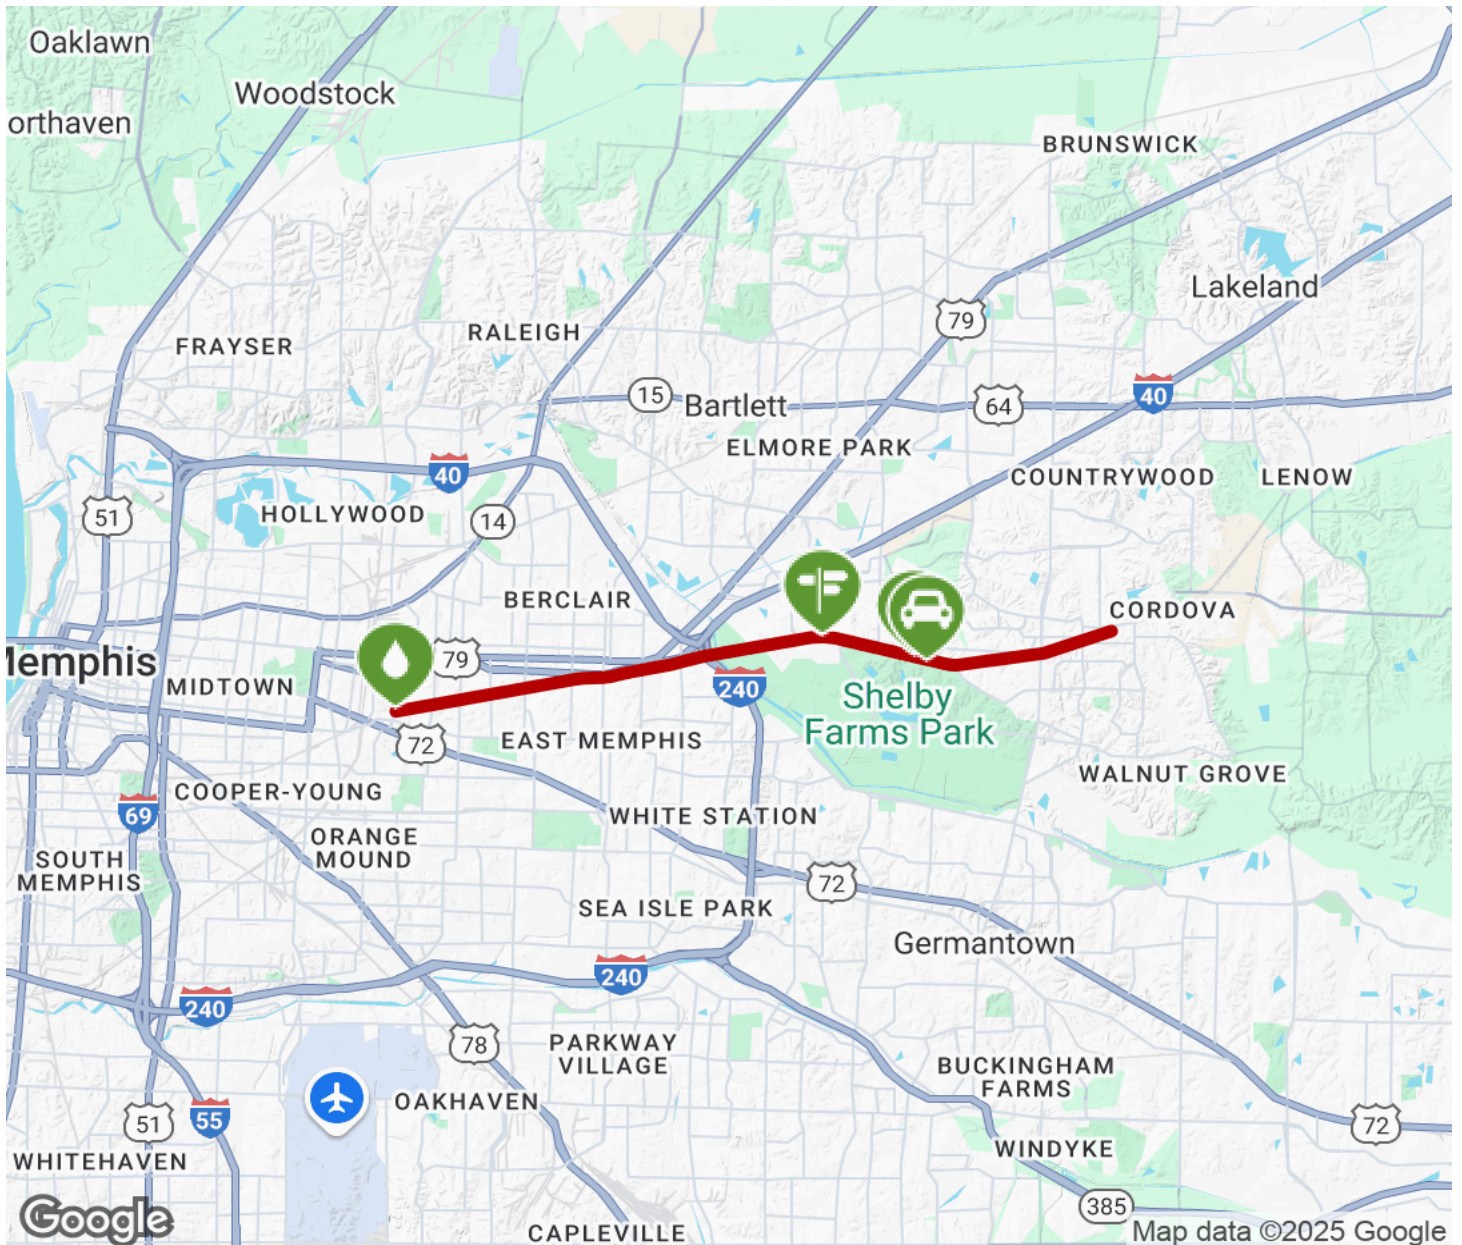 Oaklawn
Woodstock
orthaven
BRUNSWICK
Lakeland
79
FRAYSER
RALEIGH
15
Bartlett
64
40
ELMORE PARK
40
COUNTRYWOOD
LENOW
51
HOLLYWOOD
14
BERCLAIR
CORDOVA
Memphis
79
MIDTOWN
240
Shelby
Farms Park
72
EAST MEMPHIS
WALNUT GROVE
COOPER-YOUNG
69
WHITE STATION
ORANGE
MOUND
SOUTH
MEMPHIS
72
SEA ISLE PARK
Germantown
240
240
78
PARKWAY
VILLAGE
BUCKINGHAM
FARMS
OAKHAVEN
51
55
72
WHITEHAVEN
WINDYKE
385
Google
CAPLEVILLE
Map data ©2025 Google